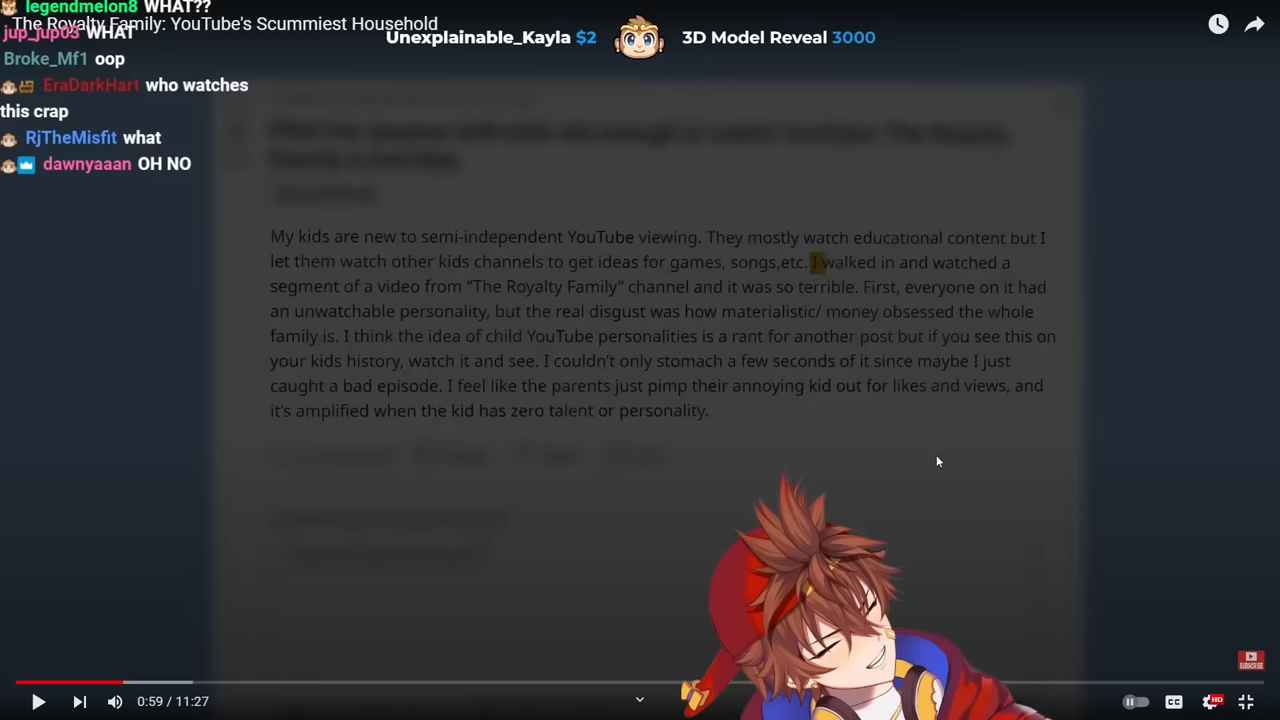 legendmelon8 WHAT??
The Royalty Family: YouTube's Scummiest Household
jup_jup03 WHAT
Unexplainable_Kayla $2
3D Model Reveal 3000
Broke_Mf1 oop
EraDarkHart who watches
this crap
RjTheMisfit what
dawnyaaan OH NO
My kids are new to semi-independent YouTube viewing. They mostly watch educational content but I
let them watch other kids channels to get ideas for games, songs,etc. I walked in and watched a
segment of a video from “The Royalty Family” channel and it was so terrible. First, everyone on it had
an unwatchable personality, but the real disgust was how materialistic/ money obsessed the whole
family is. I think the idea of child YouTube personalities is a rant for another post but if you see this on
your kids history, watch it and see. I couldn’t only stomach a few seconds of it since maybe I just
caught a bad episode. I feel like the parents just pimp their annoying kid out for likes and views, and
it’s amplified when the kid has zero talent or personality.
SUBSCRIBE
0:59 / 11:27
CC
HD